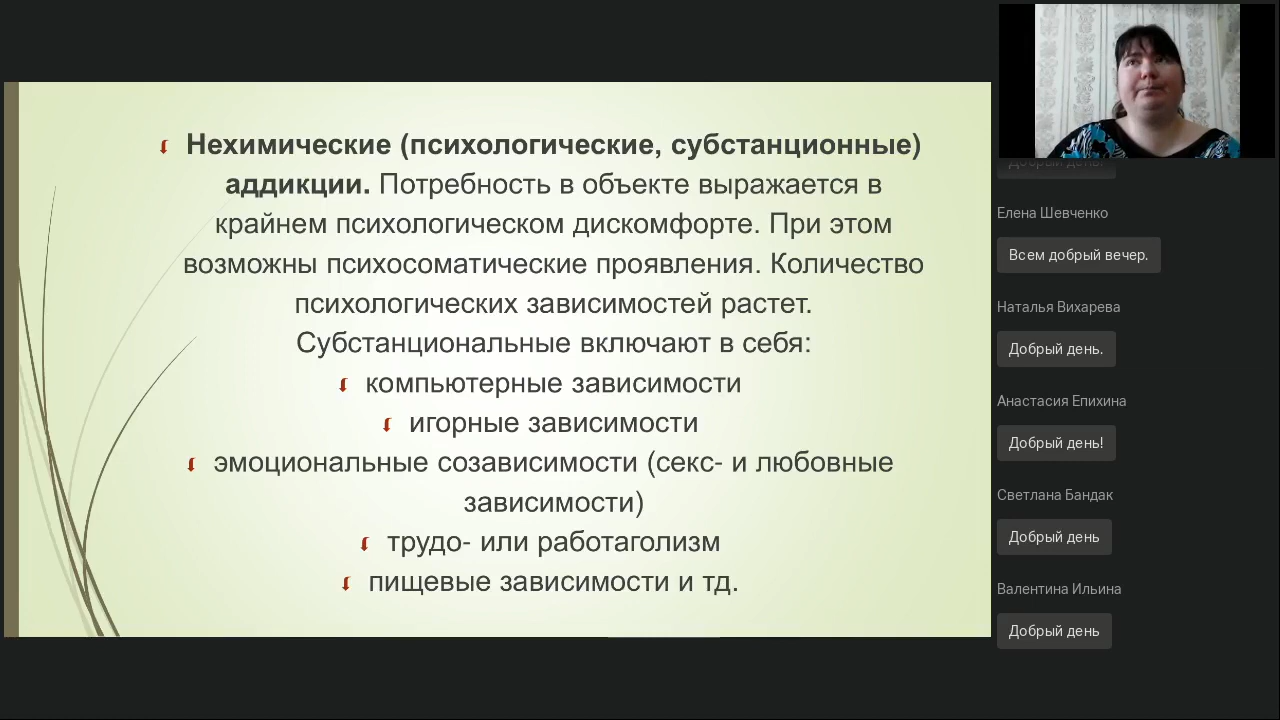 Нехимические (психологические, субстанционные)
аддикции. Потребность в объекте выражается в
крайнем психологическом дискомфорте. При этом
возможны психосоматические проявления. Количество
психологических зависимостей растет.
Субстанциональные включают в себя:
компьютерные зависимости
игорные зависимости
эмоциональные созависимости (секс- и любовные
зависимости)
трудо- или работаголизм
пищевые зависимости и тд.
Добрый день!
Елена Шевченко
Всем добрый вечер.
Наталья Вихарева
Добрый день.
Анастасия Епихина
Добрый день!
Светлана Бандак
Добрый день
Валентина Ильина
Добрый день